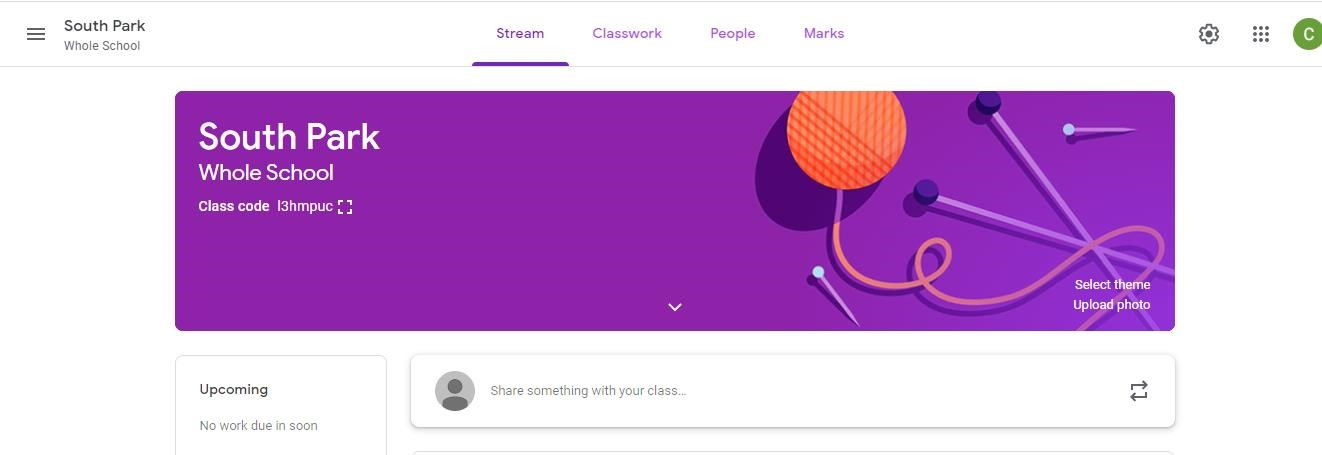 South Park
Whole School
Stream
Classwork
People
Marks
C
South Park
Whole School
Class code l3hmpuc
Select theme
Upload photo
Upcoming
No work due in soon
Share something with your class...